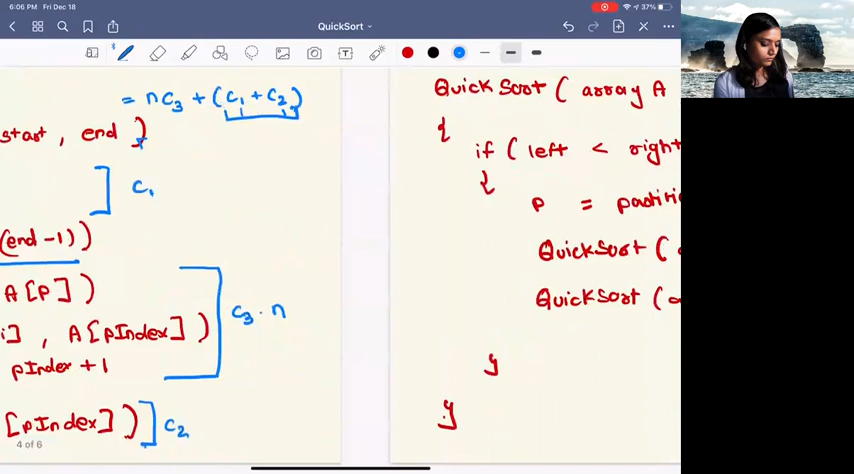 6:06 PM Fri Dec 18
37%
QuickSort
= nc3 + (c1 + c2)
start, end )
] c1
(end-1))
A[P])
i], A[pIndex])
pIndex +1
] c3 . n
[pIndex]) ] c2
4 of 6
QuickSort ( array A
{
if ( left < right
{
p = partitio
QuickSort ( a
QuickSort ( a
}
}